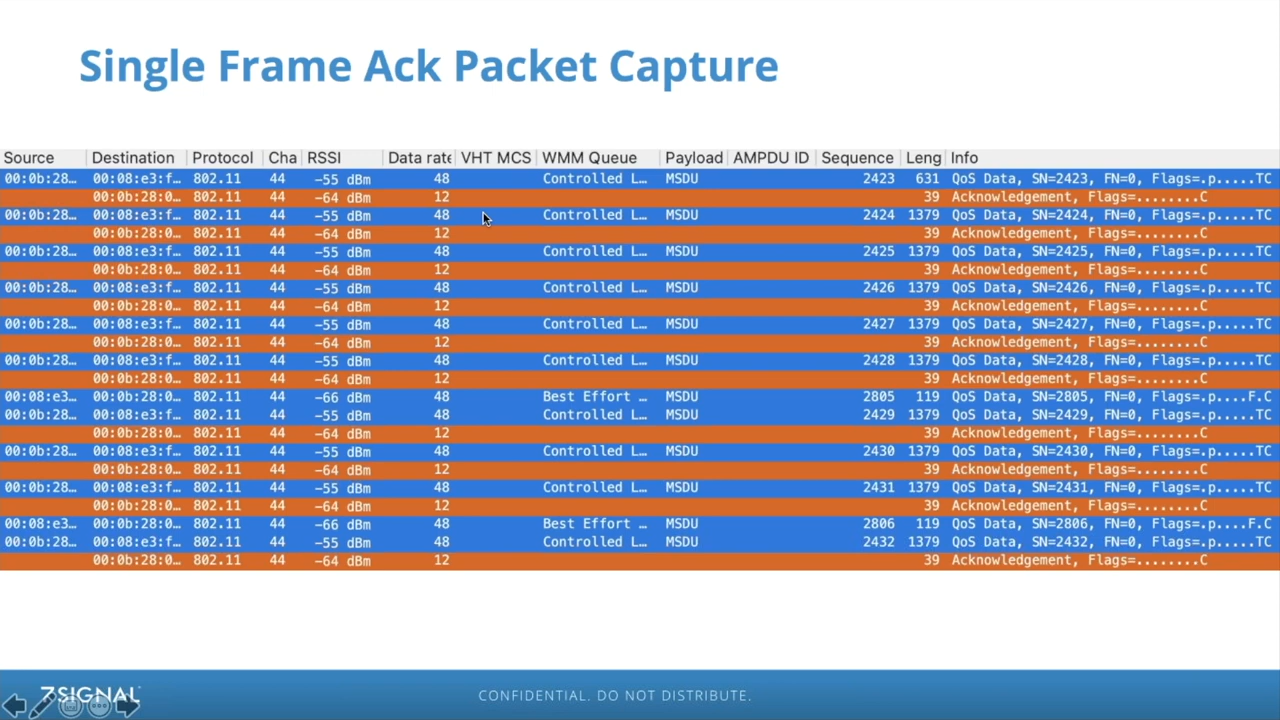 Single Frame Ack Packet Capture
Source Destination Protocol Cha RSSI Data rate VHT MCS WMM Queue Payload AMPDU ID Sequence Leng Info
00:0b:28… 00:08:e3:f… 802.11 44 -55 dBm 48 Controlled L… MSDU 2423 631 QoS Data, SN=2423, FN=0, Flags=.p.....TC
00:0b:28:0… 802.11 44 -64 dBm 12 39 Acknowledgement, Flags=........C
00:0b:28… 00:08:e3:f… 802.11 44 -55 dBm 48 Controlled L… MSDU 2424 1379 QoS Data, SN=2424, FN=0, Flags=.p.....TC
00:0b:28:0… 802.11 44 -64 dBm 12 39 Acknowledgement, Flags=........C
00:0b:28… 00:08:e3:f… 802.11 44 -55 dBm 48 Controlled L… MSDU 2425 1379 QoS Data, SN=2425, FN=0, Flags=.p.....TC
00:0b:28:0… 802.11 44 -64 dBm 12 39 Acknowledgement, Flags=........C
00:0b:28… 00:08:e3:f… 802.11 44 -55 dBm 48 Controlled L… MSDU 2426 1379 QoS Data, SN=2426, FN=0, Flags=.p.....TC
00:0b:28:0… 802.11 44 -64 dBm 12 39 Acknowledgement, Flags=........C
00:0b:28… 00:08:e3:f… 802.11 44 -55 dBm 48 Controlled L… MSDU 2427 1379 QoS Data, SN=2427, FN=0, Flags=.p.....TC
00:0b:28:0… 802.11 44 -64 dBm 12 39 Acknowledgement, Flags=........C
00:0b:28… 00:08:e3:f… 802.11 44 -55 dBm 48 Controlled L… MSDU 2428 1379 QoS Data, SN=2428, FN=0, Flags=.p.....TC
00:0b:28:0… 802.11 44 -64 dBm 12 39 Acknowledgement, Flags=........C
00:08:e3… 00:0b:28:0… 802.11 44 -66 dBm 48 Best Effort … MSDU 2805 119 QoS Data, SN=2805, FN=0, Flags=.p....F.C
00:0b:28… 00:08:e3:f… 802.11 44 -55 dBm 48 Controlled L… MSDU 2429 1379 QoS Data, SN=2429, FN=0, Flags=.p.....TC
00:0b:28:0… 802.11 44 -64 dBm 12 39 Acknowledgement, Flags=........C
00:0b:28… 00:08:e3:f… 802.11 44 -55 dBm 48 Controlled L… MSDU 2430 1379 QoS Data, SN=2430, FN=0, Flags=.p.....TC
00:0b:28:0… 802.11 44 -64 dBm 12 39 Acknowledgement, Flags=........C
00:0b:28… 00:08:e3:f… 802.11 44 -55 dBm 48 Controlled L… MSDU 2431 1379 QoS Data, SN=2431, FN=0, Flags=.p.....TC
00:0b:28:0… 802.11 44 -64 dBm 12 39 Acknowledgement, Flags=........C
00:08:e3… 00:0b:28:0… 802.11 44 -66 dBm 48 Best Effort … MSDU 2806 119 QoS Data, SN=2806, FN=0, Flags=.p....F.C
00:0b:28… 00:08:e3:f… 802.11 44 -55 dBm 48 Controlled L… MSDU 2432 1379 QoS Data, SN=2432, FN=0, Flags=.p.....TC
00:0b:28:0… 802.11 44 -64 dBm 12 39 Acknowledgement, Flags=........C
7SIGNAL CONFIDENTIAL. DO NOT DISTRIBUTE.